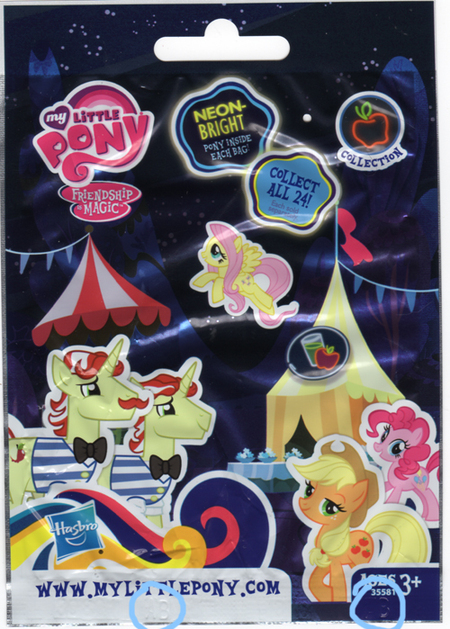 my LITTLE PONY
FRIENDSHIP IS MAGIC
NEON-
BRIGHT
PONY INSIDE
EACH BAG
COLLECT
ALL 24!
COLLECTION
Hasbro
WWW.MYLITTLEPONY.COM
AGES 3+
35581